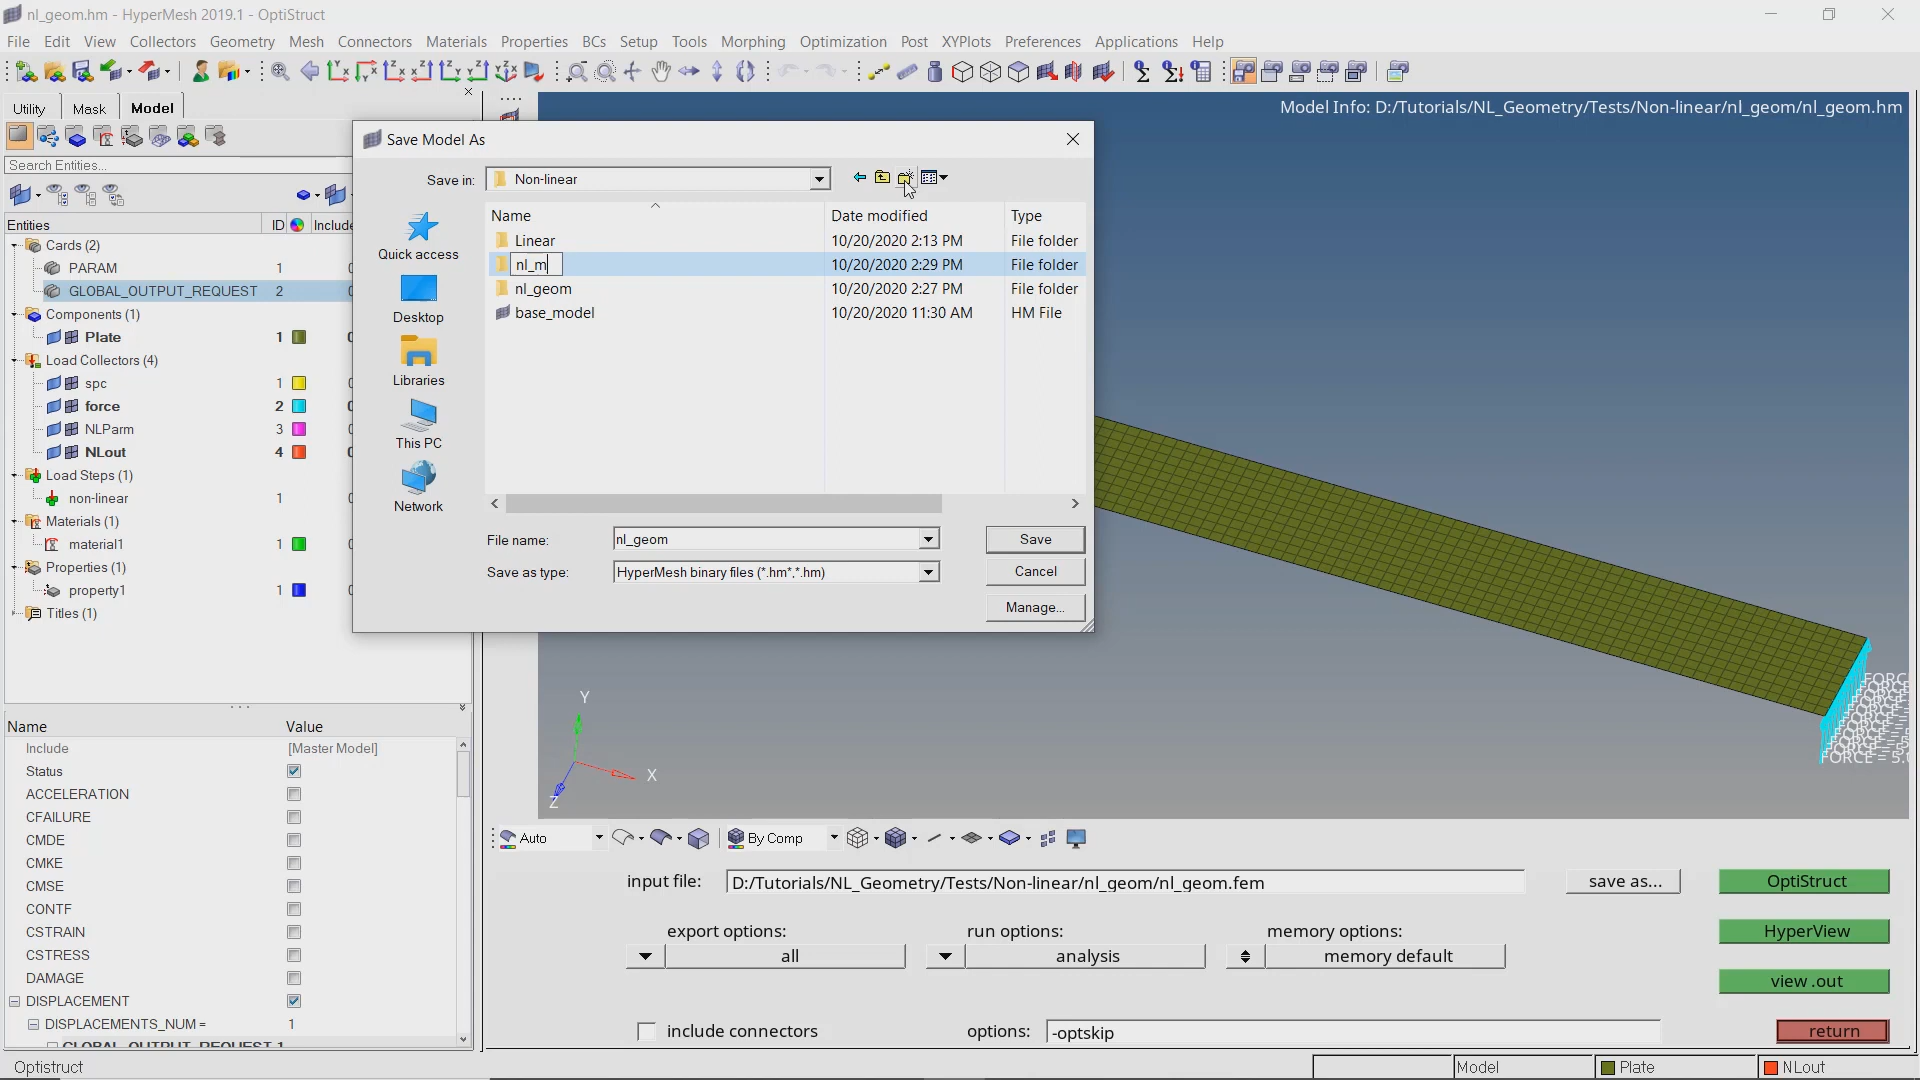 nl_geom.hm - HyperMesh 2019.1 - OptiStruct
File Edit View Collectors Geometry Mesh Connectors Materials Properties BCs Setup Tools Morphing Optimization Post XYPlots Preferences Applications Help
Utility Mask Model
Model Info: D:/Tutorials/NL_Geometry/Tests/Non-linear/nl_geom/nl_geom.hm
Search Entities...
Entities ID Include
Cards (2)
PARAM 1
GLOBAL_OUTPUT_REQUEST 2
Components (1)
Plate 1
Load Collectors (4)
spc 1
force 2
NLParm 3
NLout 4
Load Steps (1)
non-linear 1
Materials (1)
material1 1
Properties (1)
property1 1
Titles (1)
Save Model As
Save in: Non-linear
Quick access
Desktop
Libraries
This PC
Network
Name Date modified Type
Linear 10/20/2020 2:13 PM File folder
nl_m 10/20/2020 2:29 PM File folder
nl_geom 10/20/2020 2:27 PM File folder
base_model 10/20/2020 11:30 AM HM File
File name: nl_geom Save
Save as type: HyperMesh binary files (*.hm*,*.hm) Cancel
Manage...
FORCE = 5.
Y
X
Z
Name Value
Include [Master Model]
Status
ACCELERATION
CFAILURE
CMDE
CMKE
CMSE
CONTF
CSTRAIN
CSTRESS
DAMAGE
DISPLACEMENT
DISPLACEMENTS_NUM = 1
GLOBAL_OUTPUT_REQUEST 1
Auto By Comp
input file: D:/Tutorials/NL_Geometry/Tests/Non-linear/nl_geom/nl_geom.fem save as... OptiStruct
export options: run options: memory options: HyperView
all analysis memory default
view .out
include connectors options: -optskip return
Optistruct Model Plate NLout